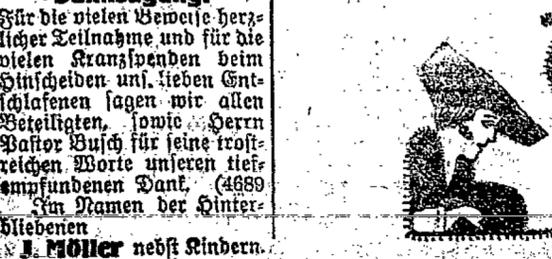 Danksagung.
Für die vielen Beweise herz-
licher Teilnahme und für die
vielen Kranzspenden beim
Hinscheiden uns. lieben Ent-
schlafenen sagen wir allen
Beteiligten, sowie Herrn
Pastor Busch für seine trost-
reichen Worte unseren tief-
empfundenen Dank. (4689
Im Namen der Hinter-
bliebenen
J. Möller nebst Kindern.